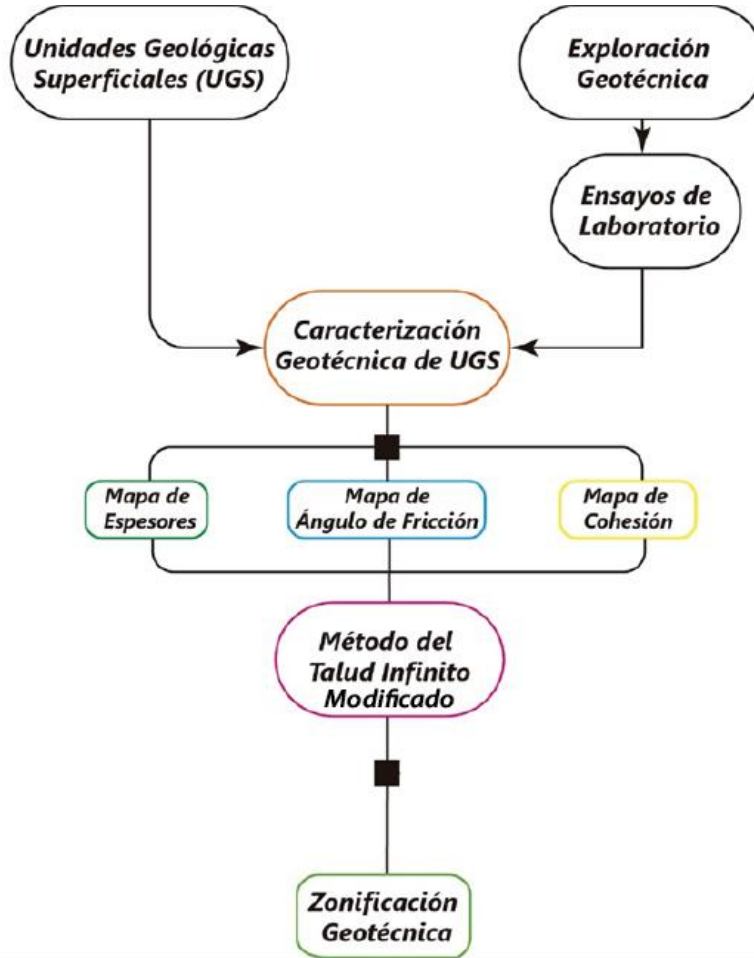 Unidades Geológicas
Superficiales (UGS)
Exploración
Geotécnica
Ensayos de
Laboratorio
Caracterización
Geotécnica de UGS
Mapa de
Espesores
Mapa de
Ángulo de Fricción
Mapa de
Cohesión
Método del
Talud Infinito
Modificado
Zonificación
Geotécnica